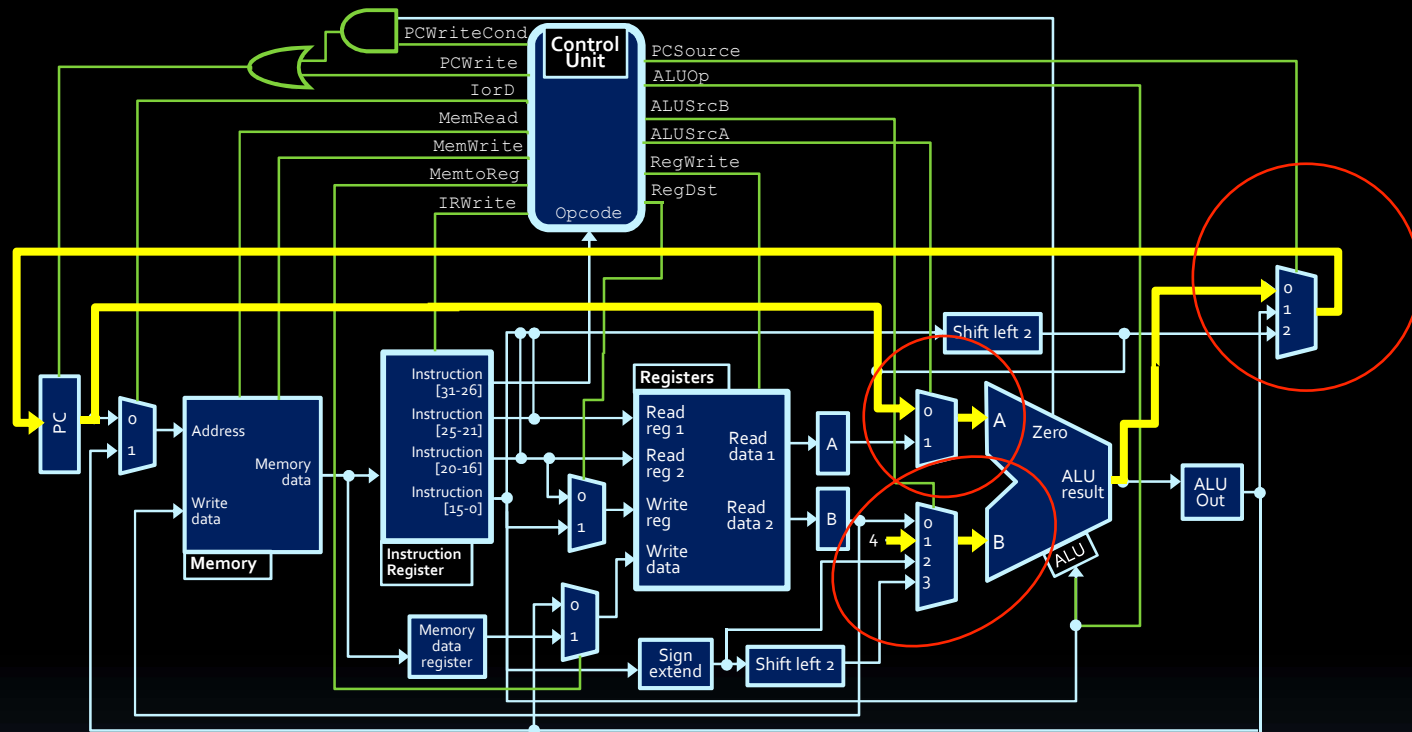 PCWriteCond
PCWrite
IorD
MemRead
MemWrite
MemtoReg
IRWrite
Control
Unit
Opcode
PCSource
ALUOp
ALUSrcB
ALUSrcA
RegWrite
RegDst
PC
0
1
Address
Memory
data
Write
data
Memory
Instruction
[31-26]
Instruction
[25-21]
Instruction
[20-16]
Instruction
[15-0]
Instruction
Register
Memory
data
register
0
1
0
1
Registers
Read
reg 1
Read
reg 2
Write
reg
Write
data
Read
data 1
Read
data 2
Sign
extend
Shift left 2
A
B
Shift left 2
0
1
4
0
1
2
3
A
B
Zero
ALU
result
ALU
ALU
Out
0
1
2